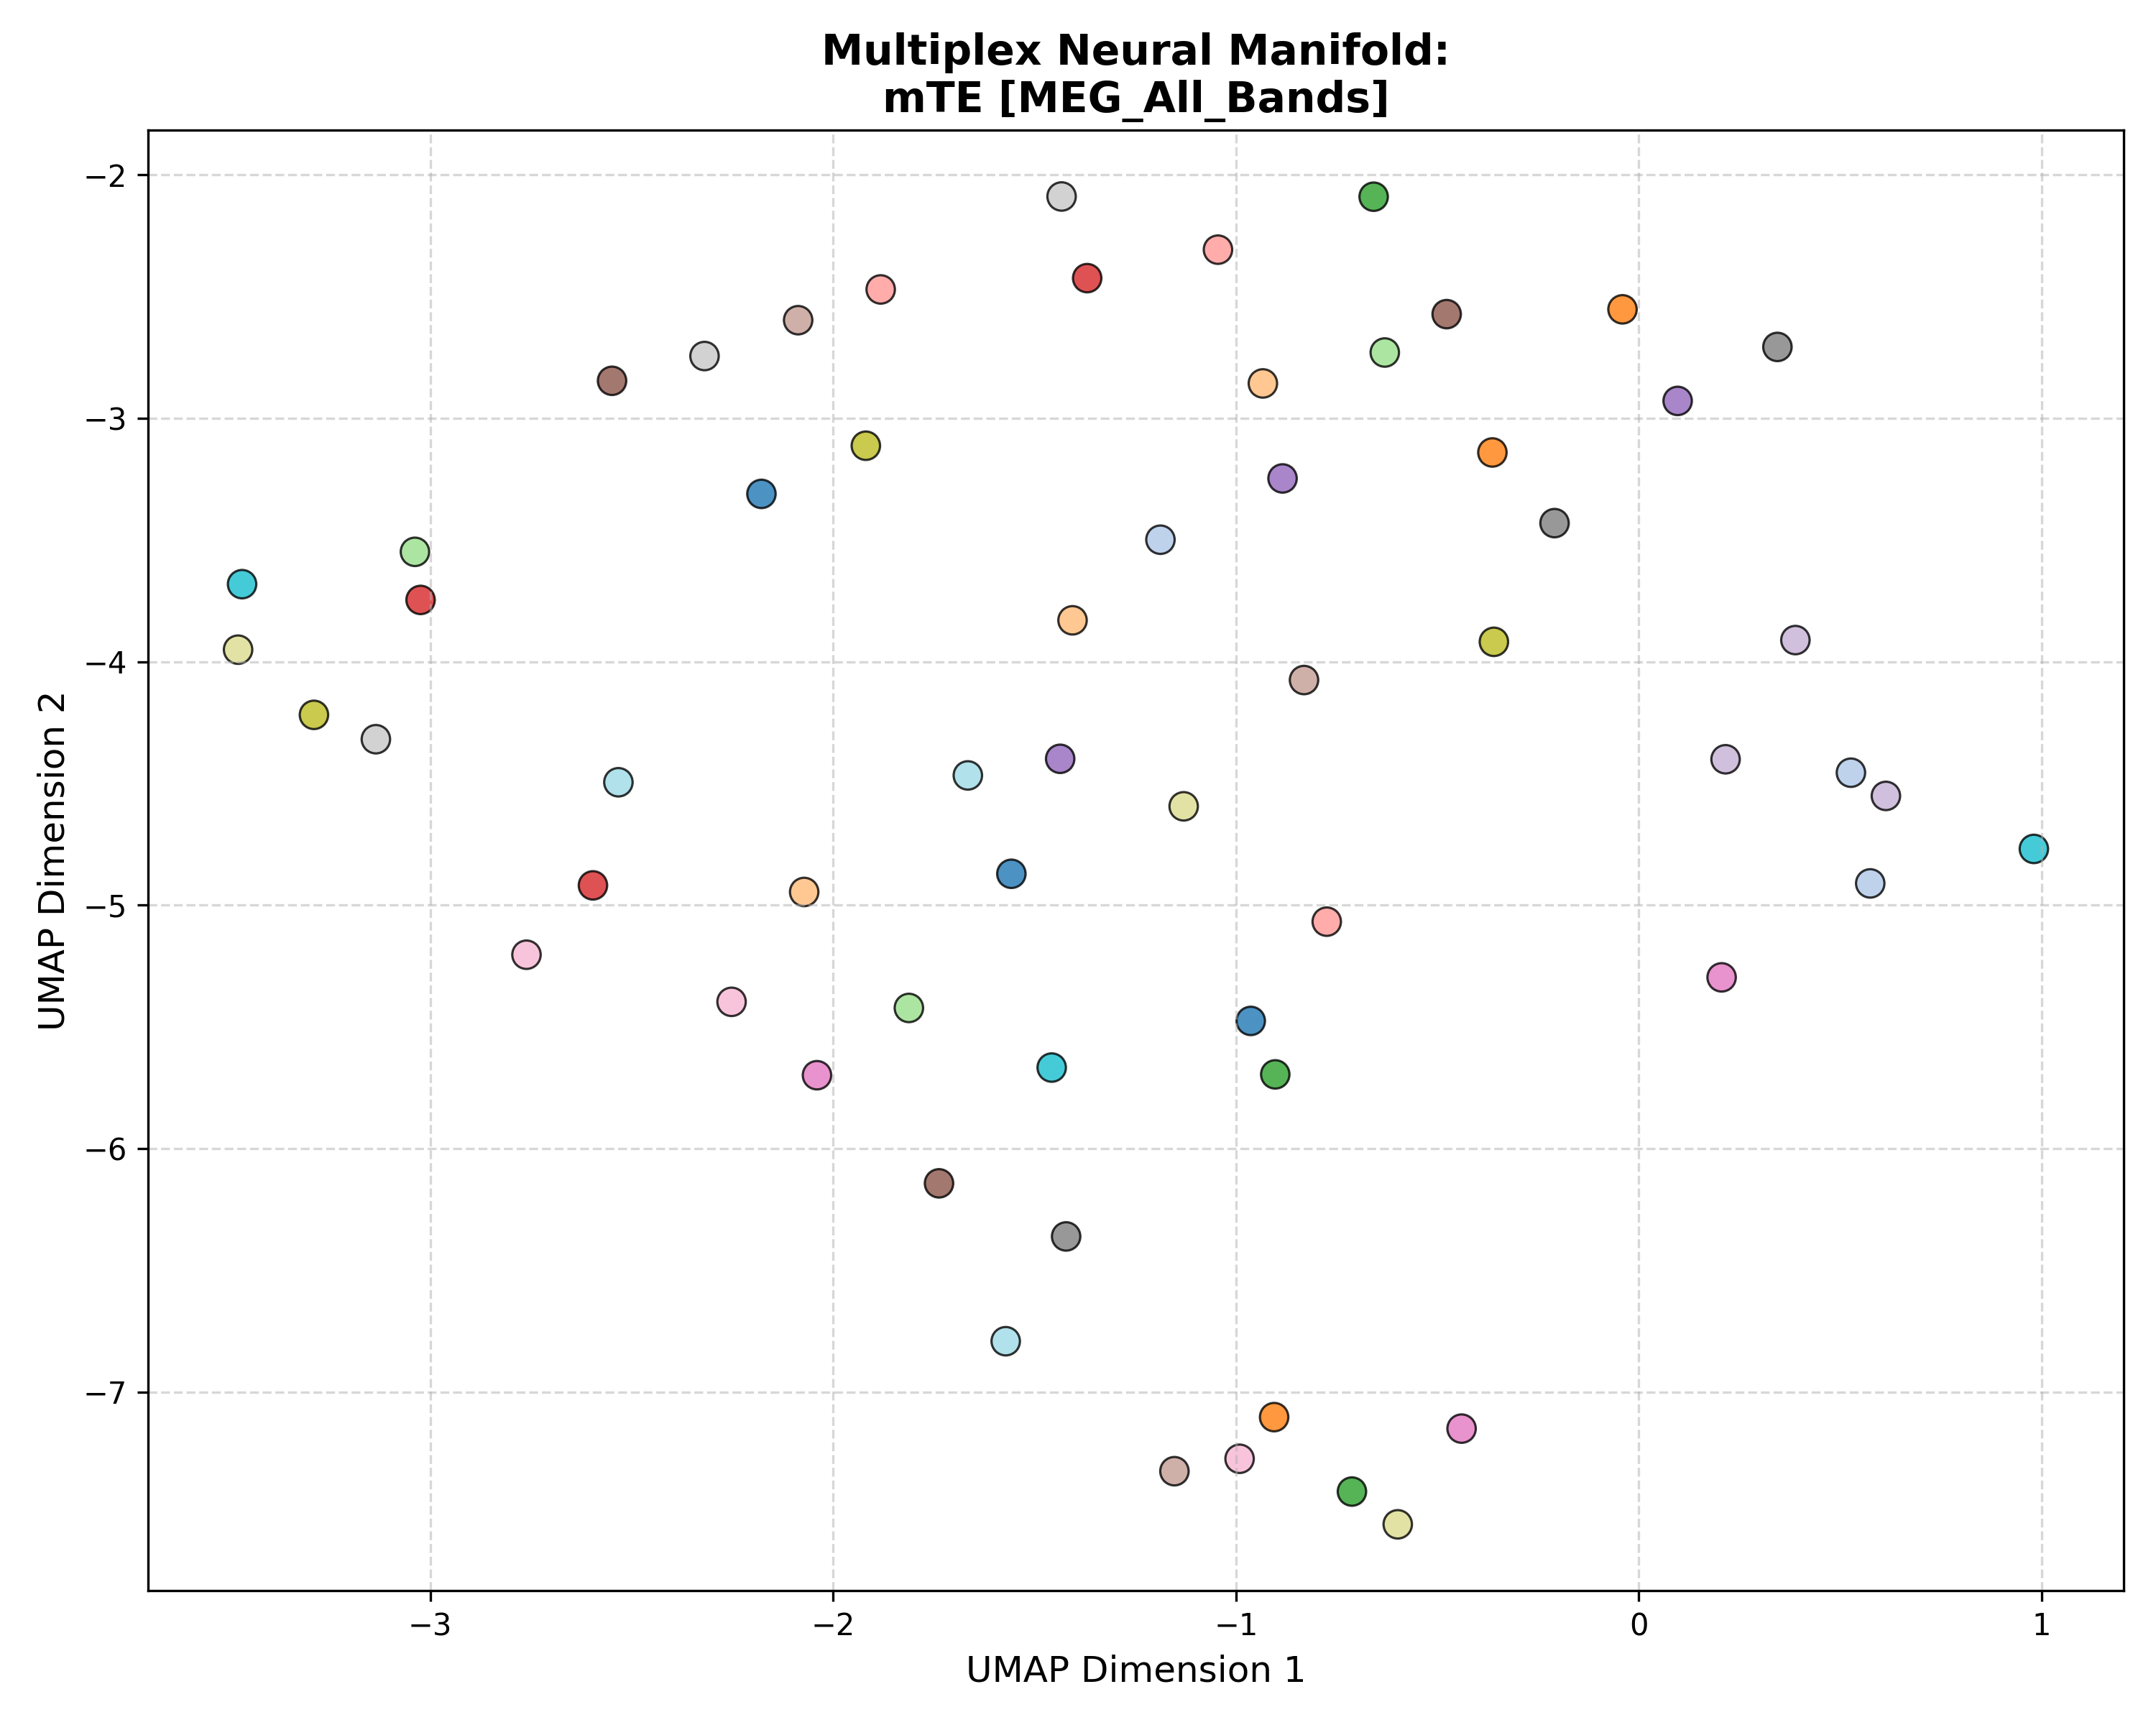 Multiplex Neural Manifold:
mTE [MEG_All_Bands]
−2
−3
−4
−5
−6
−7
UMAP Dimension 2
−3
−2
−1
0
1
UMAP Dimension 1